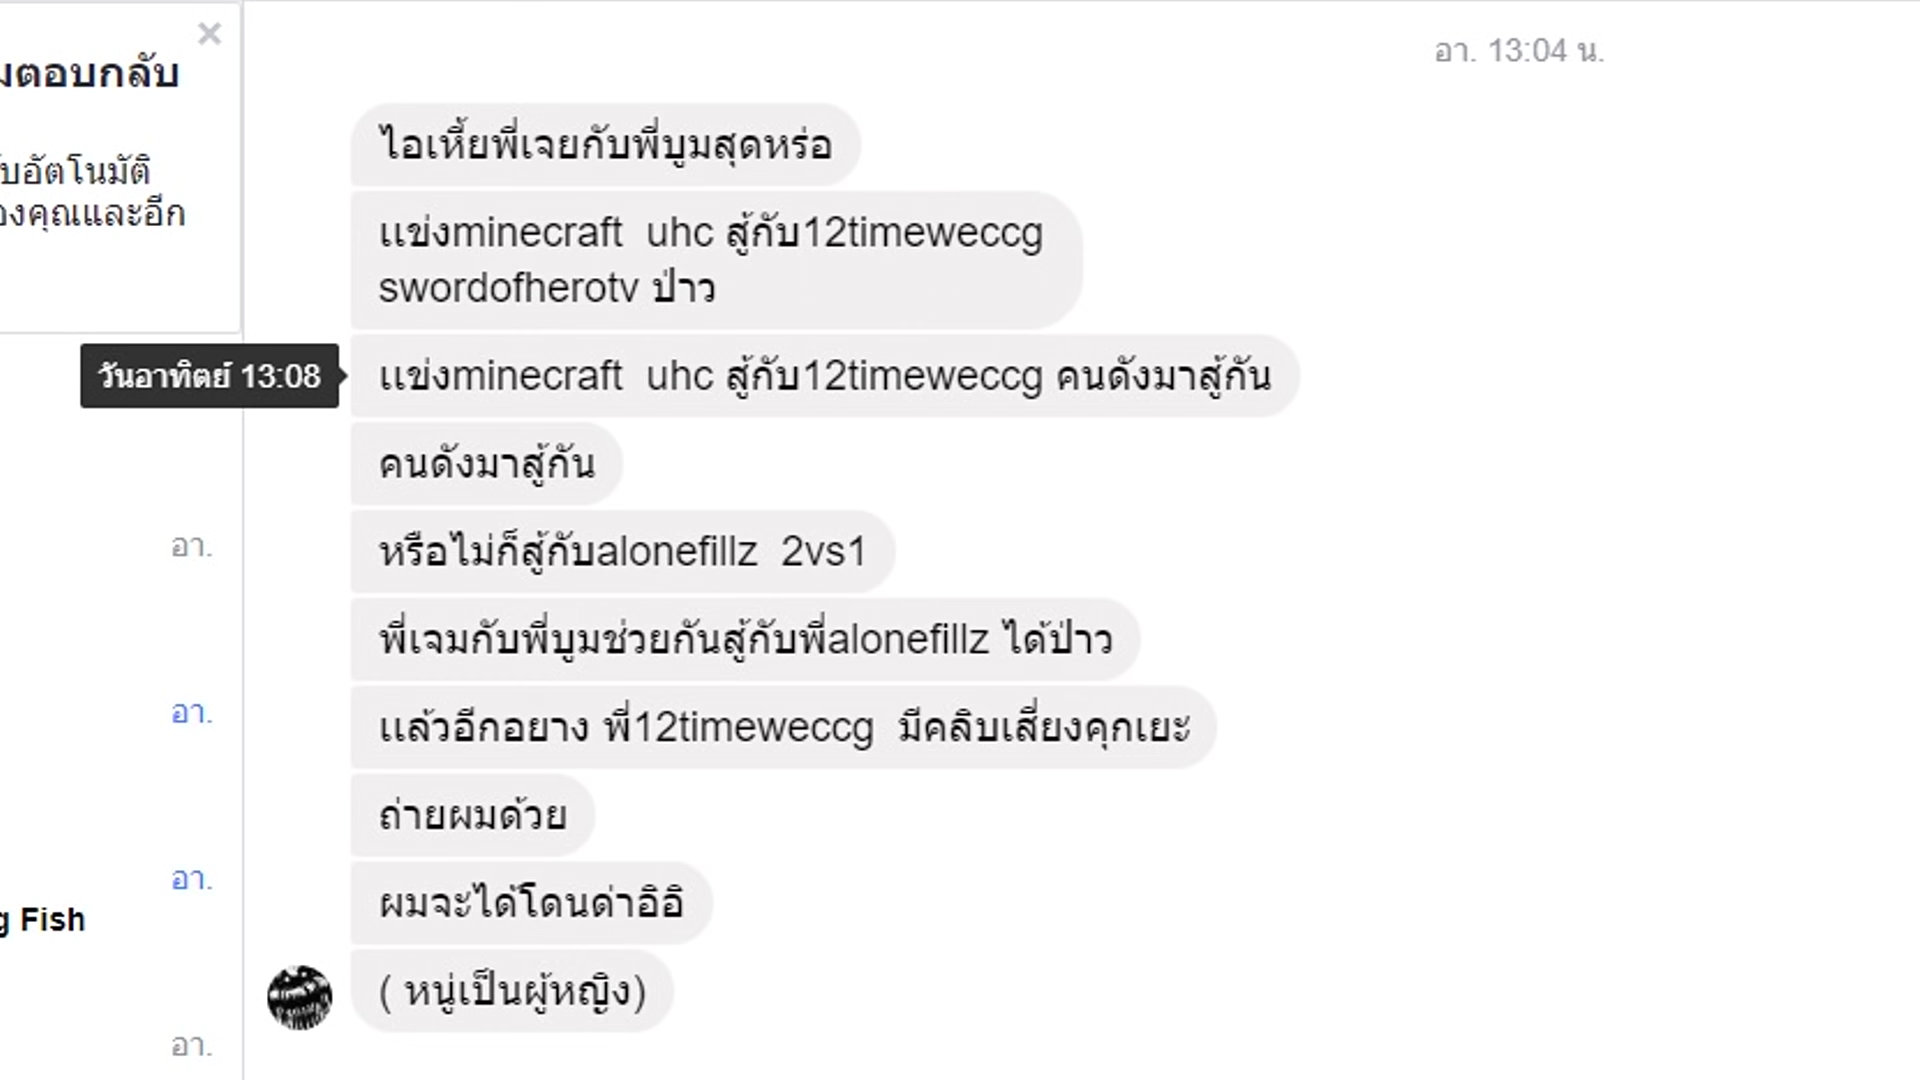 มตอบกลับ
บอัตโนมัติ
องคุณและอีก
อา. 13:04 น.
ไอเหี้ยพี่เจยกับพี่บูมสุดหร่อ
แข่งminecraft uhc สู้กับ12timeweccg
swordofherotv ป่าว
วันอาทิตย์ 13:08
แข่งminecraft uhc สู้กับ12timeweccg คนดังมาสู้กัน
คนดังมาสู้กัน
อา.
หรือไม่ก็สู้กับalonefillz 2vs1
พี่เจมกับพี่บูมช่วยกันสู้กับพี่alonefillz ได้ป่าว
อา.
แล้วอีกอยาง พี่12timeweccg มีคลิบเสี่ยงคุกเยะ
ถ่ายผมด้วย
อา.
ผมจะได้โดนด่าอิอิ
g Fish
( หนู่เป็นผู้หญิง)
อา.